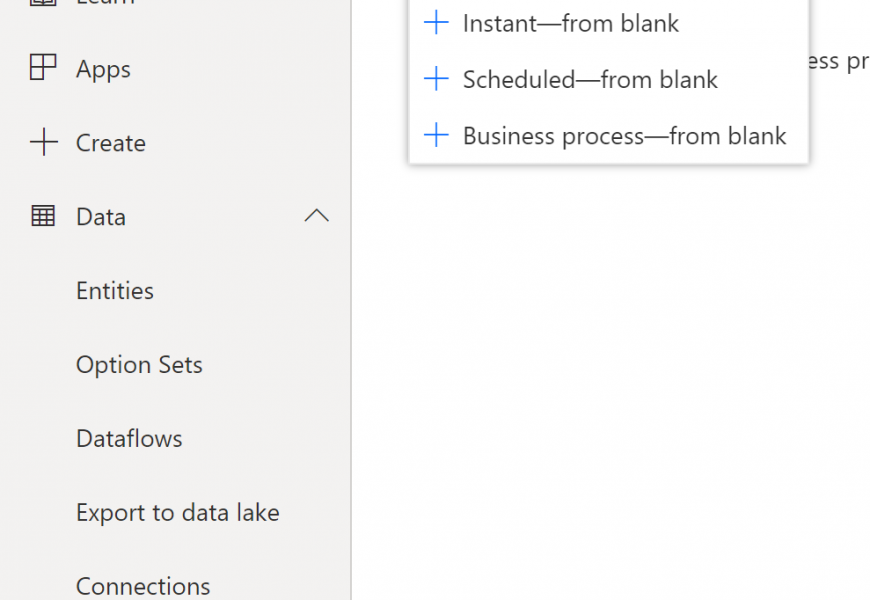 Learn
Apps
Create
Data
Entities
Option Sets
Dataflows
Export to data lake
Connections
Instant—from blank
Scheduled—from blank
Business process—from blank